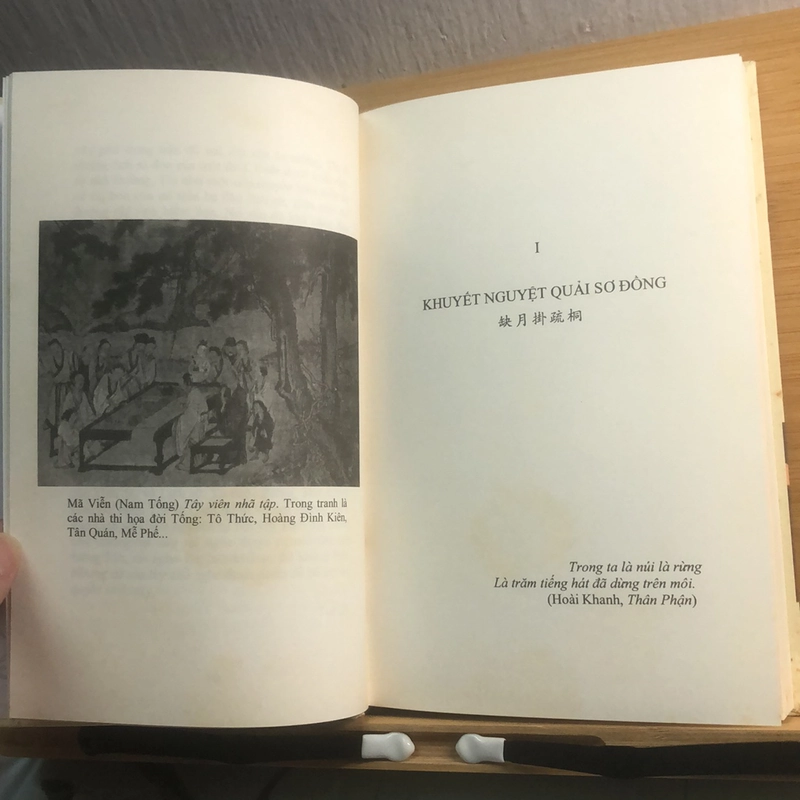 Mã Viễn (Nam Tống) Tây viên nhã tập. Trong tranh là
các nhà thi họa đời Tống: Tô Thức, Hoàng Đình Kiên,
Tân Quán, Mễ Phế...
I
KHUYẾT NGUYỆT QUẢI SƠ ĐỒNG
缺月掛疏桐
Trong ta là núi là rừng
Là trăm tiếng hát đã dừng trên môi.
(Hoài Khanh, Thân Phận)